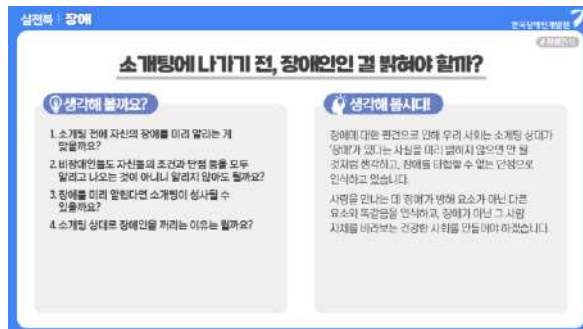 실전북 | 장애
한국장애인개발원
소개팅에 나가기 전, 장애인인 걸 밝혀야 할까?
생각해 볼까요?
1. 소개팅 전에 자신의 장애를 미리 알리는 게
맞을까요?
2. 비장애인들도 자신들의 조건과 단점 등을 모두
알리고 나오는 것이 아니니 알리지 않아도 될까요?
3. 장애를 미리 알린다면 소개팅이 성사될 수
있을까요?
4. 소개팅 상대로 장애인을 꺼리는 이유는 뭘까요?
생각해 봅시다!
장애에 대한 편견으로 인해 우리 사회는 소개팅 상대가
'장애'가 있다는 사실을 미리 밝히지 않으면 안 될
것처럼 생각하고, 장애를 타협할 수 없는 단점으로
인식하고 있습니다.
사람을 만나는 데 '장애'가 방해 요소가 아닌 다른
요소와 똑같음을 인식하고, 장애가 아닌 그 사람
자체를 바라보는 건강한 사회를 만들어야 하겠습니다.